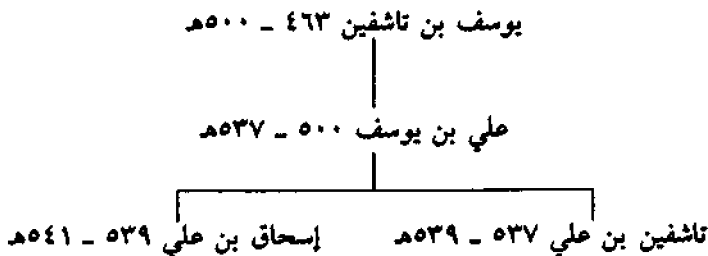 يوسف بن تاشفين ٤٦٣ ـ ٥٠٠هـ
علي بن يوسف ٥٠٠ ـ ٥٣٧هـ
تاشفين بن علي ٥٣٧ ـ ٥٣٩هـ إسحاق بن علي ٥٣٩ ـ ٥٤١هـ